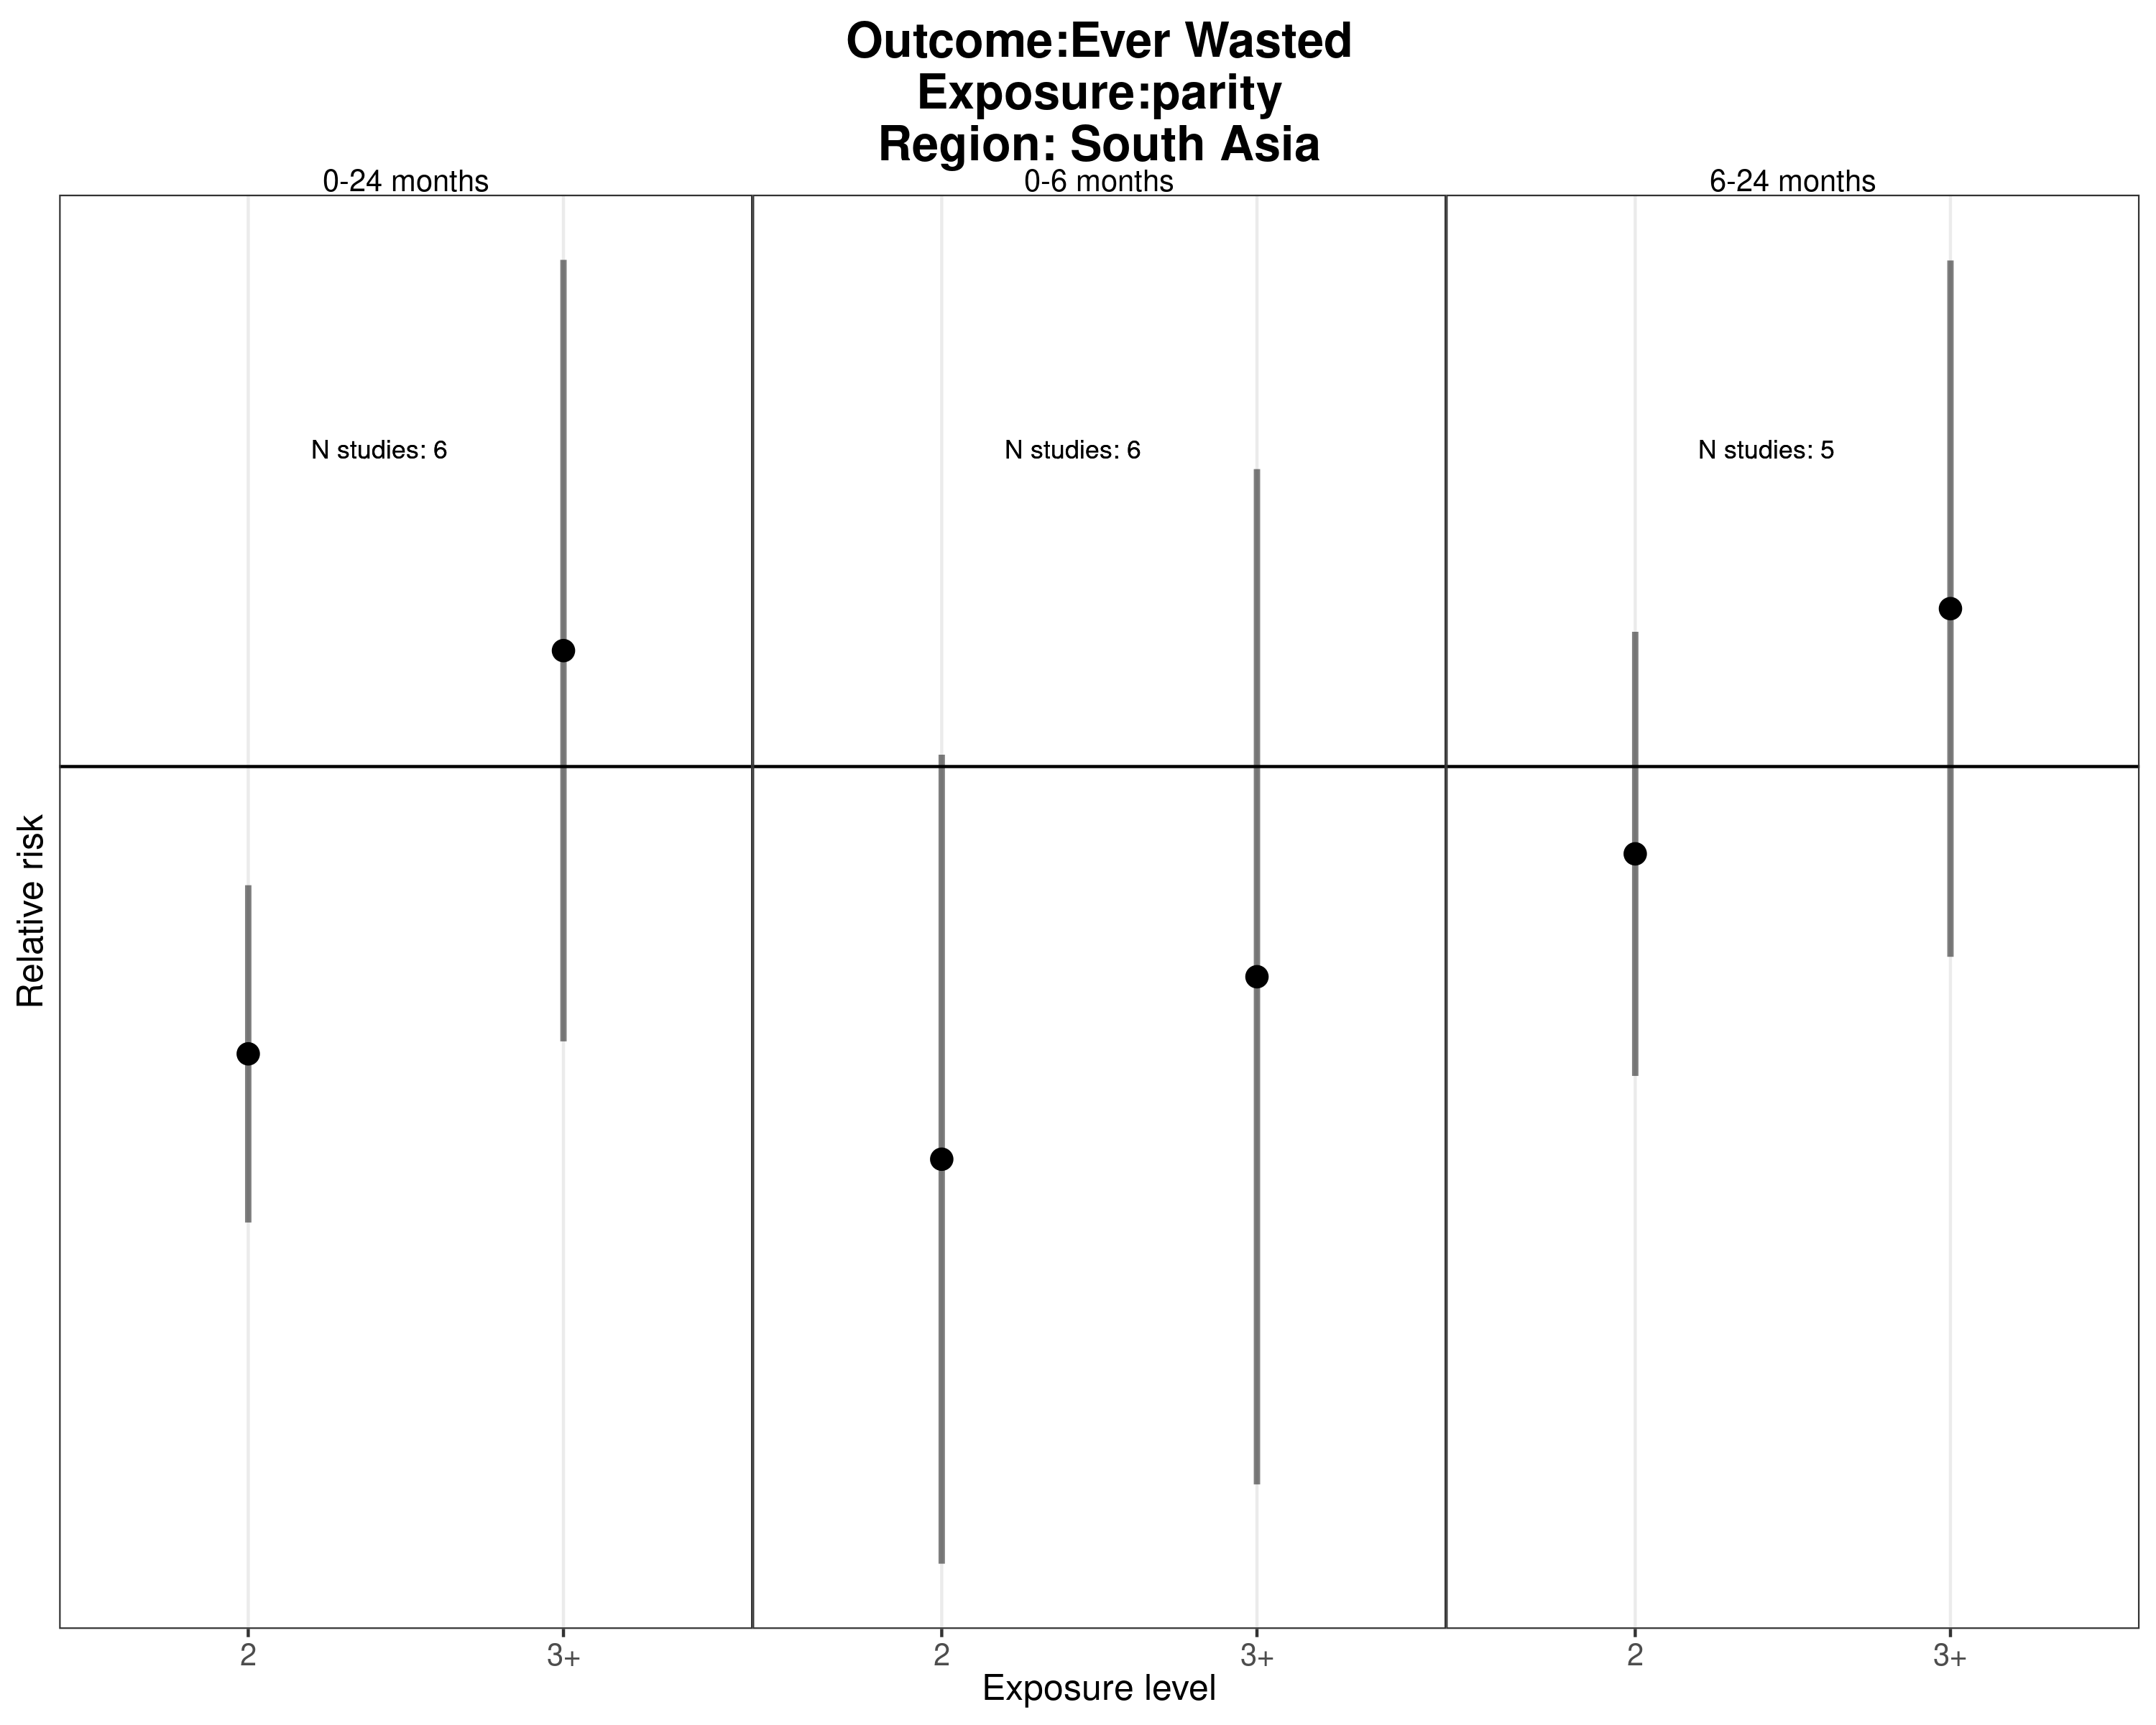 Outcome:Ever Wasted
Exposure:parity
Region: South Asia
0-24 months
0-6 months
6-24 months
N studies: 6
N studies: 6
N studies: 5
Relative risk
2
3+
2
3+
2
3+
Exposure level